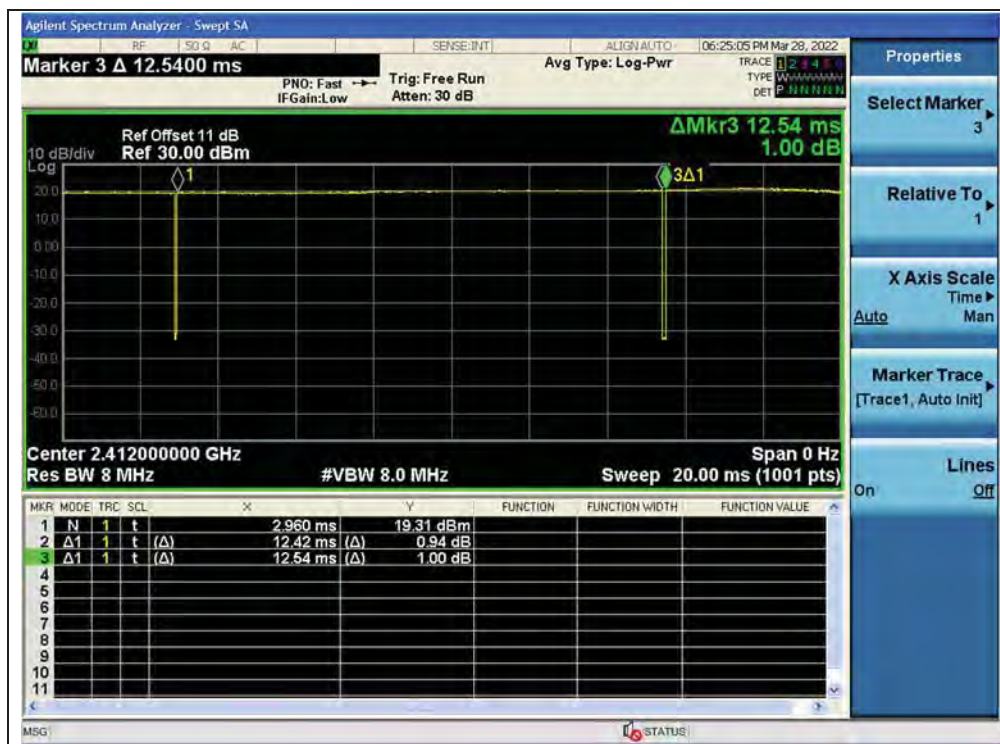 Agilent Spectrum Analyzer - Swept SA
RF 50 Ω AC SENSE:INT ALIGN AUTO 06:25:05 PM Mar 28, 2022
Marker 3 Δ 12.5400 ms
PNO: Fast
IFGain:Low
Trig: Free Run
Atten: 30 dB
Avg Type: Log-Pwr
TRACE 1 2 3 4 5 6
TYPE W
DET P N N N N N
ΔMkr3 12.54 ms
1.00 dB
Ref Offset 11 dB
Ref 30.00 dBm
10 dB/div
Log
1
3Δ1
20.0
10.0
0.00
-10.0
-20.0
-30.0
-40.0
-50.0
-60.0
Center 2.412000000 GHz
Span 0 Hz
Res BW 8 MHz
#VBW 8.0 MHz
Sweep 20.00 ms (1001 pts)
MKR MODE TRC SCL X Y FUNCTION FUNCTION WIDTH FUNCTION VALUE
1 N 1 t 2.960 ms 19.31 dBm
2 Δ1 1 t (Δ) 12.42 ms (Δ) 0.94 dB
3 Δ1 1 t (Δ) 12.54 ms (Δ) 1.00 dB
4
5
6
7
8
9
10
11
MSG
STATUS
Properties
Select Marker
3
Relative To
1
X Axis Scale
Time
Auto Man
Marker Trace
[Trace1, Auto Init]
Lines
On Off